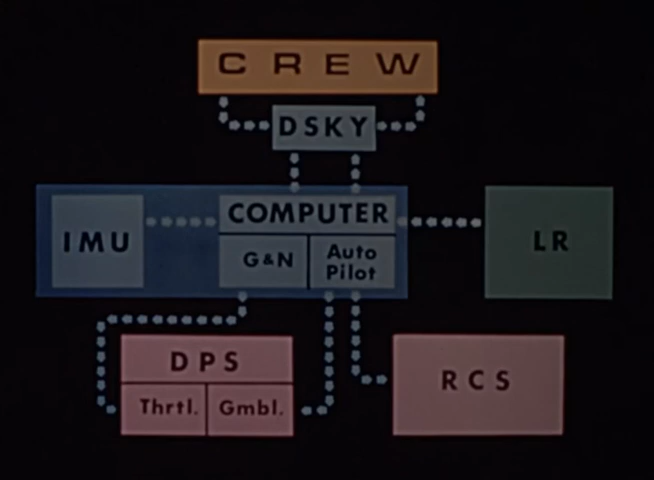 CREW
DSKY
COMPUTER
IMU
G&N
Auto
Pilot
LR
DPS
Thrtl.
Gmbl.
RCS